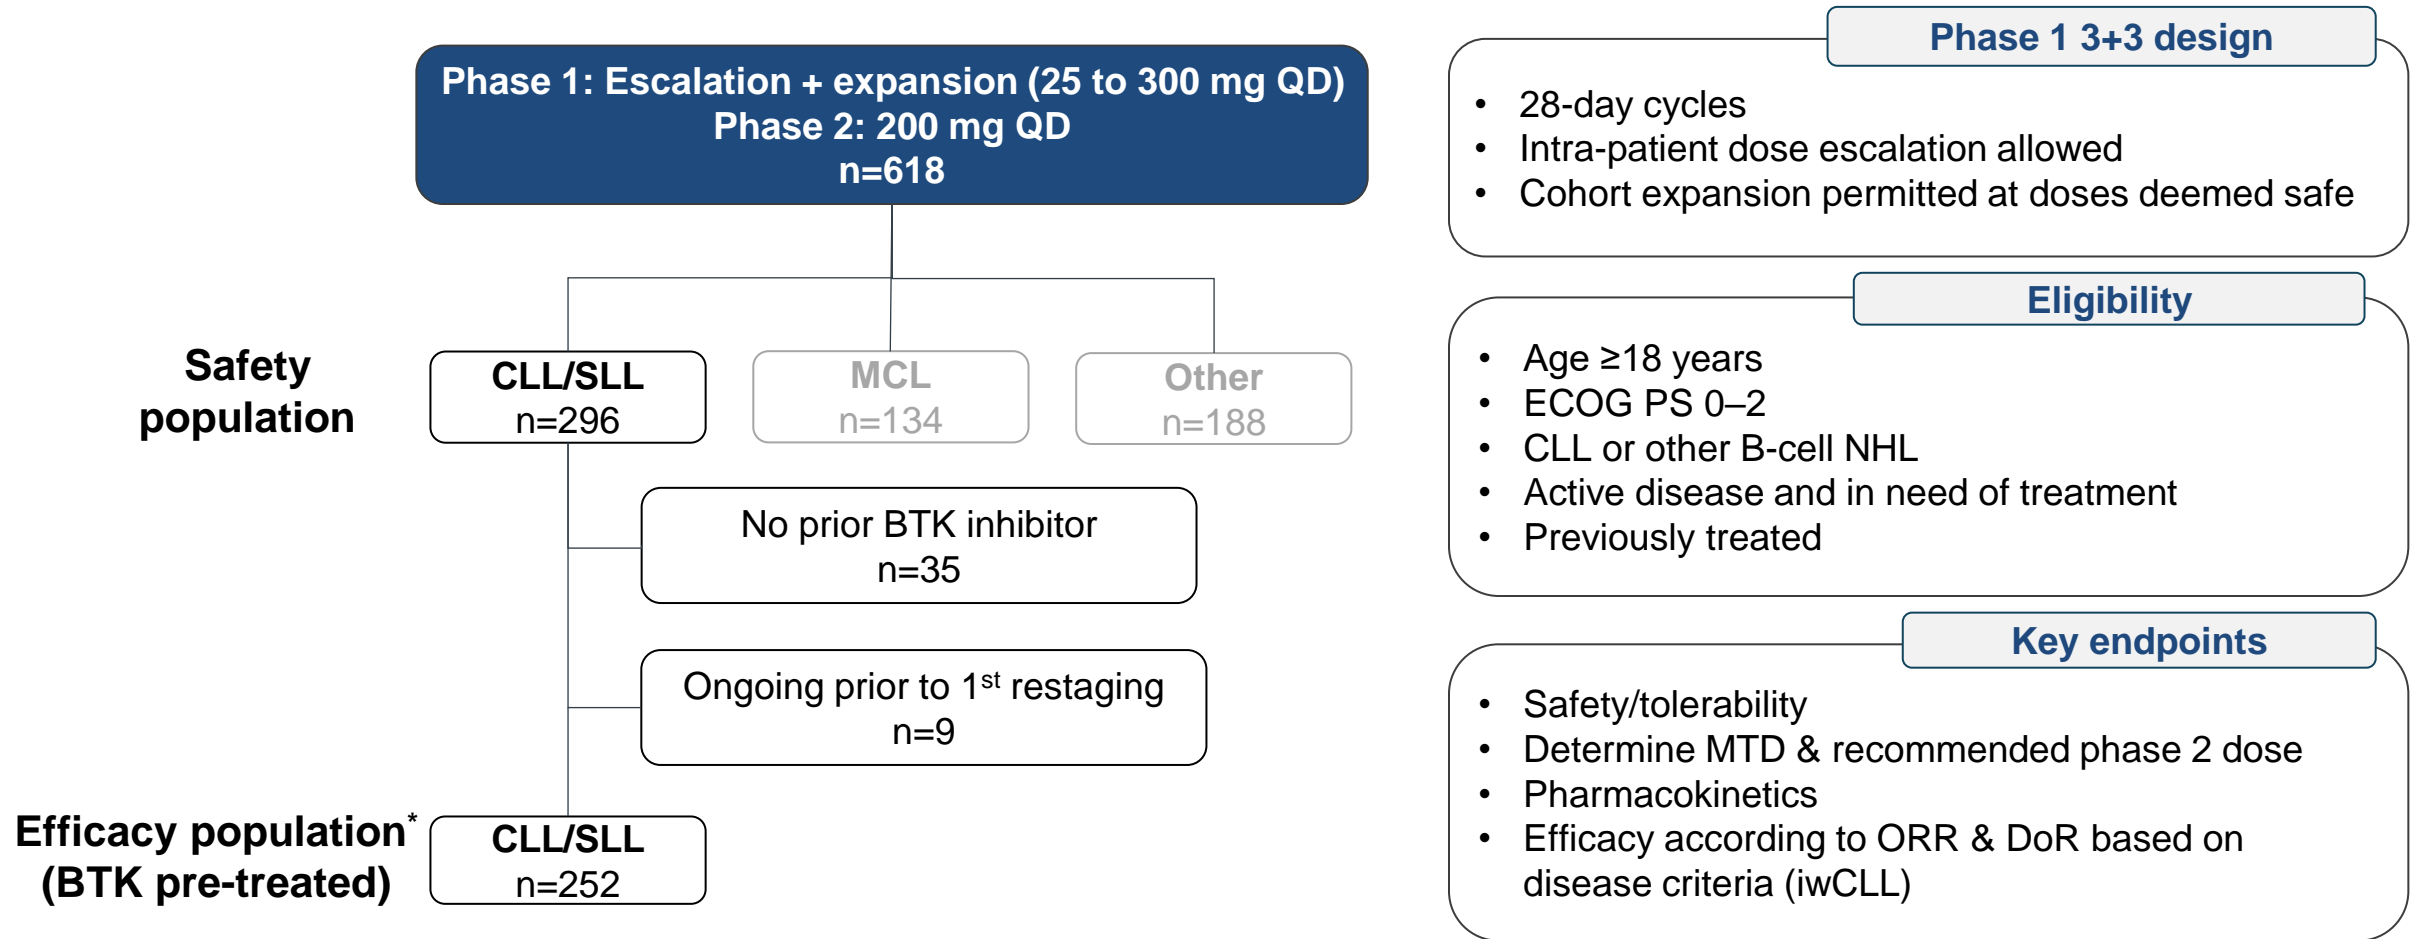 Phase 1: Escalation + expansion (25 to 300 mg QD)
Phase 2: 200 mg QD
n=618
Safety
population
CLL/SLL
n=296
MCL
n=134
Other
n=188
No prior BTK inhibitor
n=35
Ongoing prior to 1st restaging
n=9
Efficacy population*
(BTK pre-treated)
CLL/SLL
n=252
Phase 1 3+3 design
• 28-day cycles
• Intra-patient dose escalation allowed
• Cohort expansion permitted at doses deemed safe
Eligibility
• Age ≥18 years
• ECOG PS 0–2
• CLL or other B-cell NHL
• Active disease and in need of treatment
• Previously treated
Key endpoints
• Safety/tolerability
• Determine MTD & recommended phase 2 dose
• Pharmacokinetics
• Efficacy according to ORR & DoR based on
disease criteria (iwCLL)